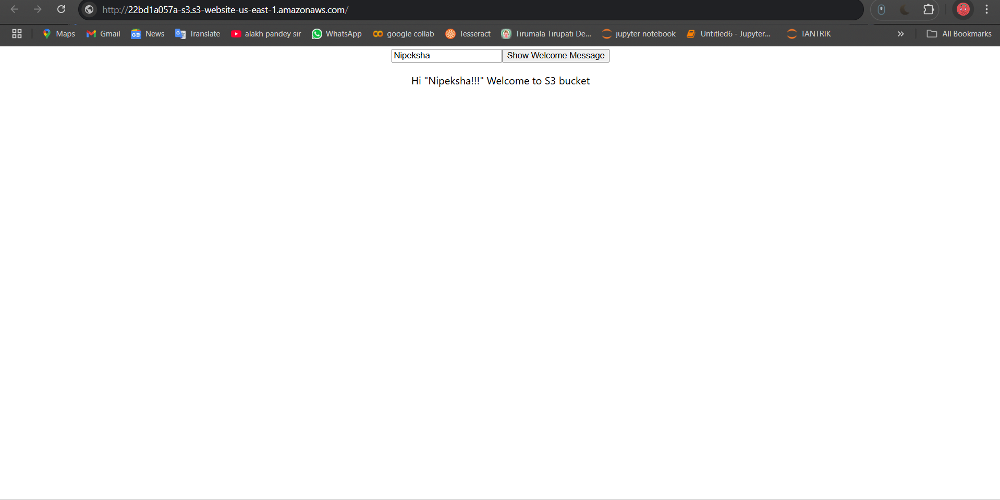 http://22bd1a057a-s3.s3-website-us-east-1.amazonaws.com/
Maps Gmail News Translate alakh pandey sir WhatsApp google collab Tesseract Tirumala Tirupati De... jupyter notebook Untitled6 - Jupyter... TANTRIK » All Bookmarks
Nipeksha Show Welcome Message
Hi "Nipeksha!!!" Welcome to S3 bucket